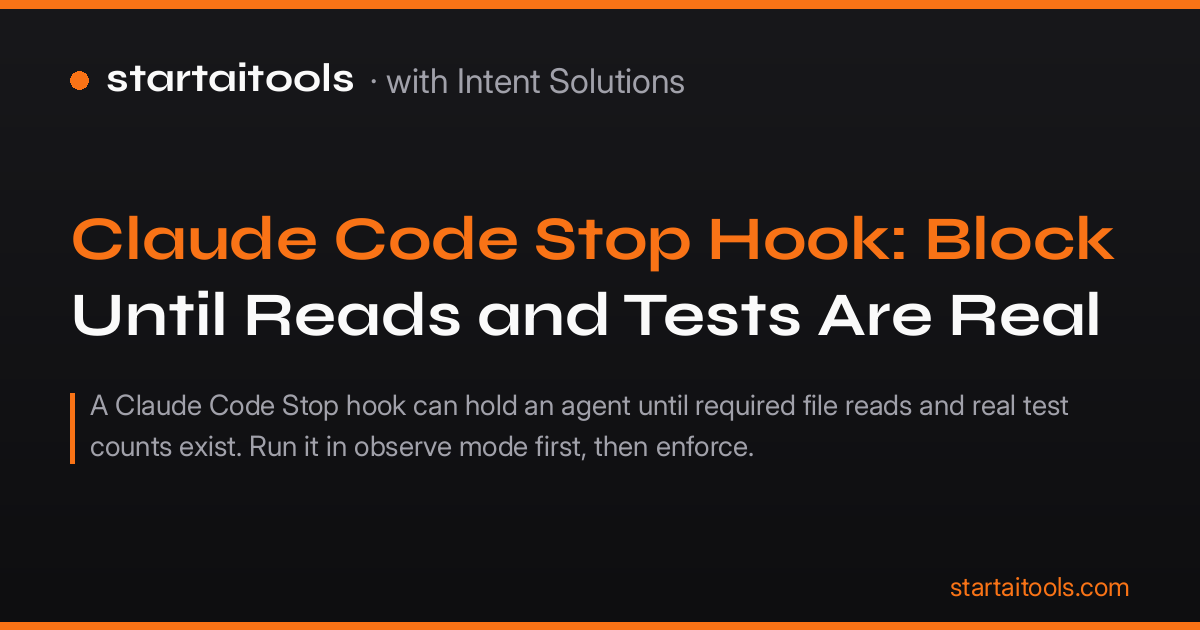 startaitools · with Intent Solutions
Claude Code Stop Hook: Block
Until Reads and Tests Are Real
A Claude Code Stop hook can hold an agent until required file reads and real test
counts exist. Run it in observe mode first, then enforce.
startaitools.com